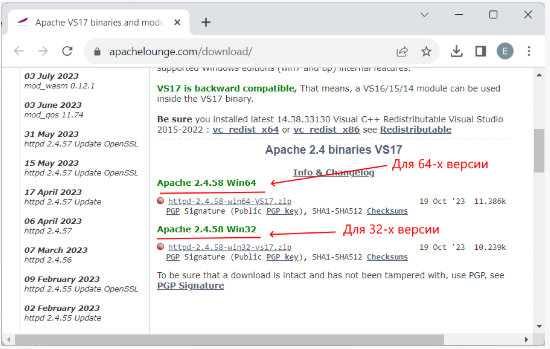 Apache VS17 binaries and modu
apachelounge.com/download/
E
03 July 2023
mod_wasm 0.12.1
03 June 2023
mod_qos 11.74
31 May 2023
httpd 2.4.57 Update OpenSSL
15 May 2023
httpd 2.4.57 Update OpenSSL
17 April 2023
httpd 2.4.57 Update
06 April 2023
httpd 2.4.57
07 March 2023
httpd 2.4.56
09 February 2023
httpd 2.4.55 Update OpenSSL
02 February 2023
httpd 2.4.55 Update
supported Windows editions (win7 and up) internal features.
VS17 is backward compatible, That means, a VS16/15/14 module can be used
inside the VS17 binary.
Be sure you installed latest 14.38.33130 Visual C++ Redistributable Visual Studio
2015-2022 : vc_redist_x64 or vc_redist_x86 see Redistributable
Apache 2.4 binaries VS17
Info & Changelog
Для 64-х версии
Apache 2.4.58 Win64
httpd-2.4.58-win64-VS17.zip 19 Oct '23 11.386k
PGP Signature (Public PGP key), SHA1-SHA512 Checksums
Для 32-х версии
Apache 2.4.58 Win32
httpd-2.4.58-win32-vs17.zip 19 Oct '23 10.239k
PGP Signature (Public PGP key), SHA1-SHA512 Checksums
To be sure that a download is intact and has not been tampered with, use PGP, see
PGP Signature